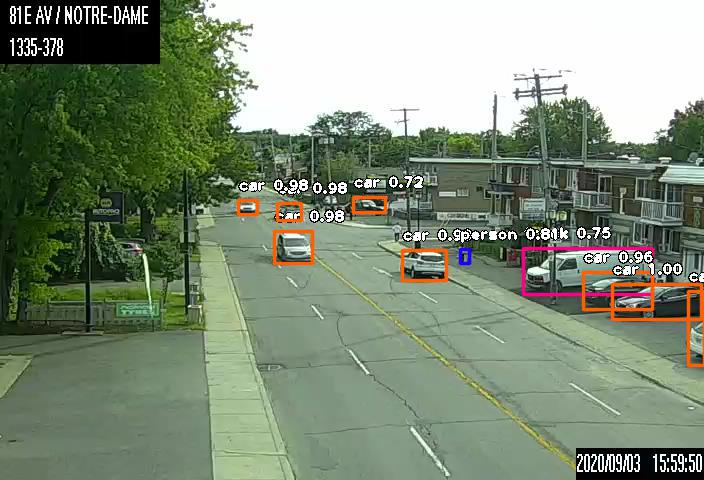 81E AV / NOTRE-DAME
1335-378
car 0.98
0.98
car 0.72
car 0.98
car 0.9
person 0.81
k 0.75
car 0.96
car 1.00
AUTOPRO
2020/09/03 15:59:50